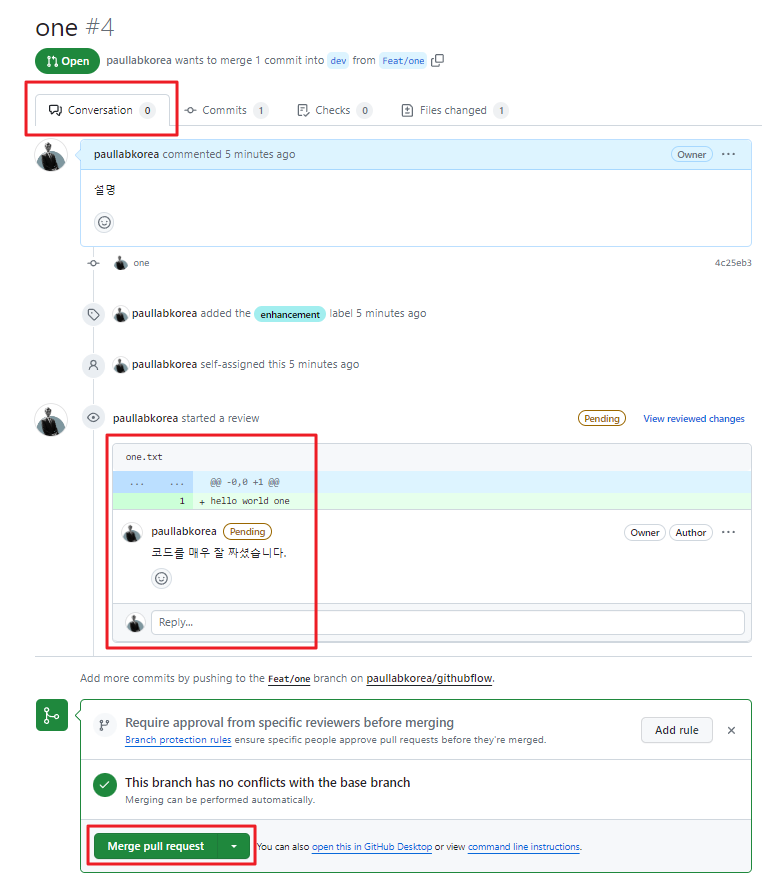 one #4
Open paullabkorea wants to merge 1 commit into dev from Feat/one
Conversation 0 Commits 1 Checks 0 Files changed 1
paullabkorea commented 5 minutes ago Owner ...
설명
one 4c25eb3
paullabkorea added the enhancement label 5 minutes ago
paullabkorea self-assigned this 5 minutes ago
paullabkorea started a review Pending View reviewed changes
one.txt
... ... @@ -0,0 +1 @@
1 + hello world one
paullabkorea Pending Owner Author ...
코드를 매우 잘 짜셨습니다.
Reply...
Add more commits by pushing to the Feat/one branch on paullabkorea/githubflow.
Require approval from specific reviewers before merging
Add rule
Branch protection rules ensure specific people approve pull requests before they're merged.
This branch has no conflicts with the base branch
Merging can be performed automatically.
Merge pull request You can also open this in GitHub Desktop or view command line instructions.